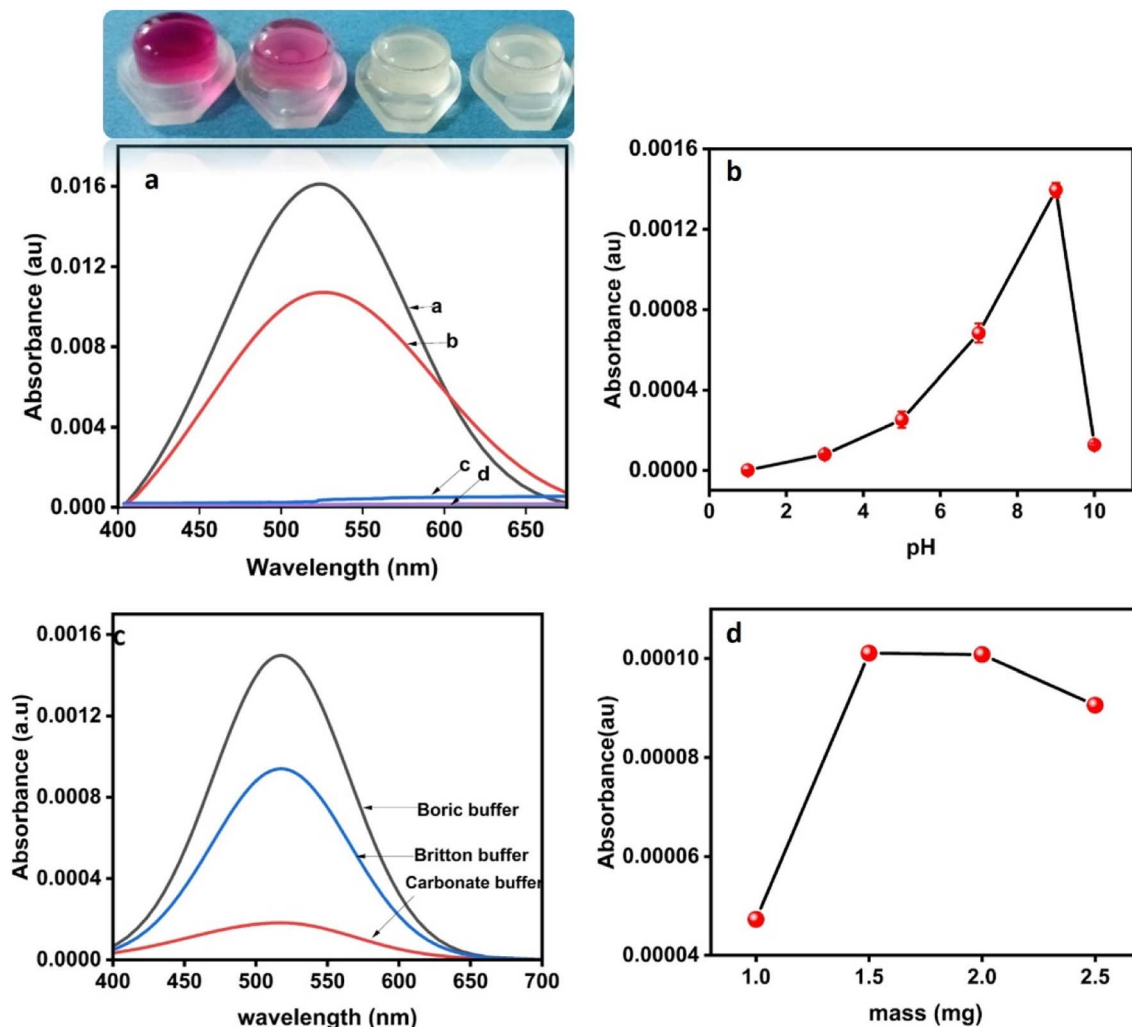 a
0.016
0.012
0.008
0.004
0.000
Absorbance (au)
a
b
c
d
400 450 500 550 600 650
Wavelength (nm)
b
0.0016
0.0012
0.0008
0.0004
0.0000
Absorbance (au)
0 2 4 6 8 10
pH
c
0.0016
0.0012
0.0008
0.0004
0.0000
Absorbance (a.u)
Boric buffer
Britton buffer
Carbonate buffer
400 450 500 550 600 650 700
wavelength (nm)
d
0.00010
0.00008
0.00006
0.00004
Absorbance(au)
1.0 1.5 2.0 2.5
mass (mg)